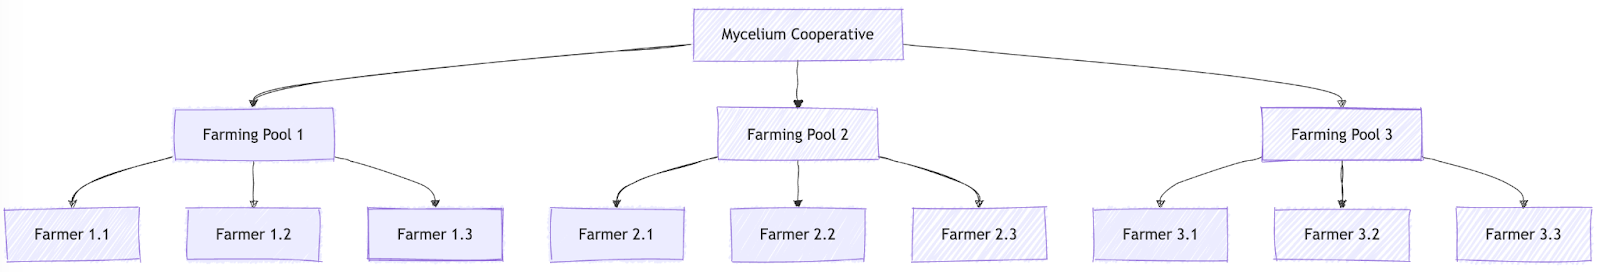 Mycelium Cooperative
Farming Pool 1
Farming Pool 2
Farming Pool 3
Farmer 1.1
Farmer 1.2
Farmer 1.3
Farmer 2.1
Farmer 2.2
Farmer 2.3
Farmer 3.1
Farmer 3.2
Farmer 3.3